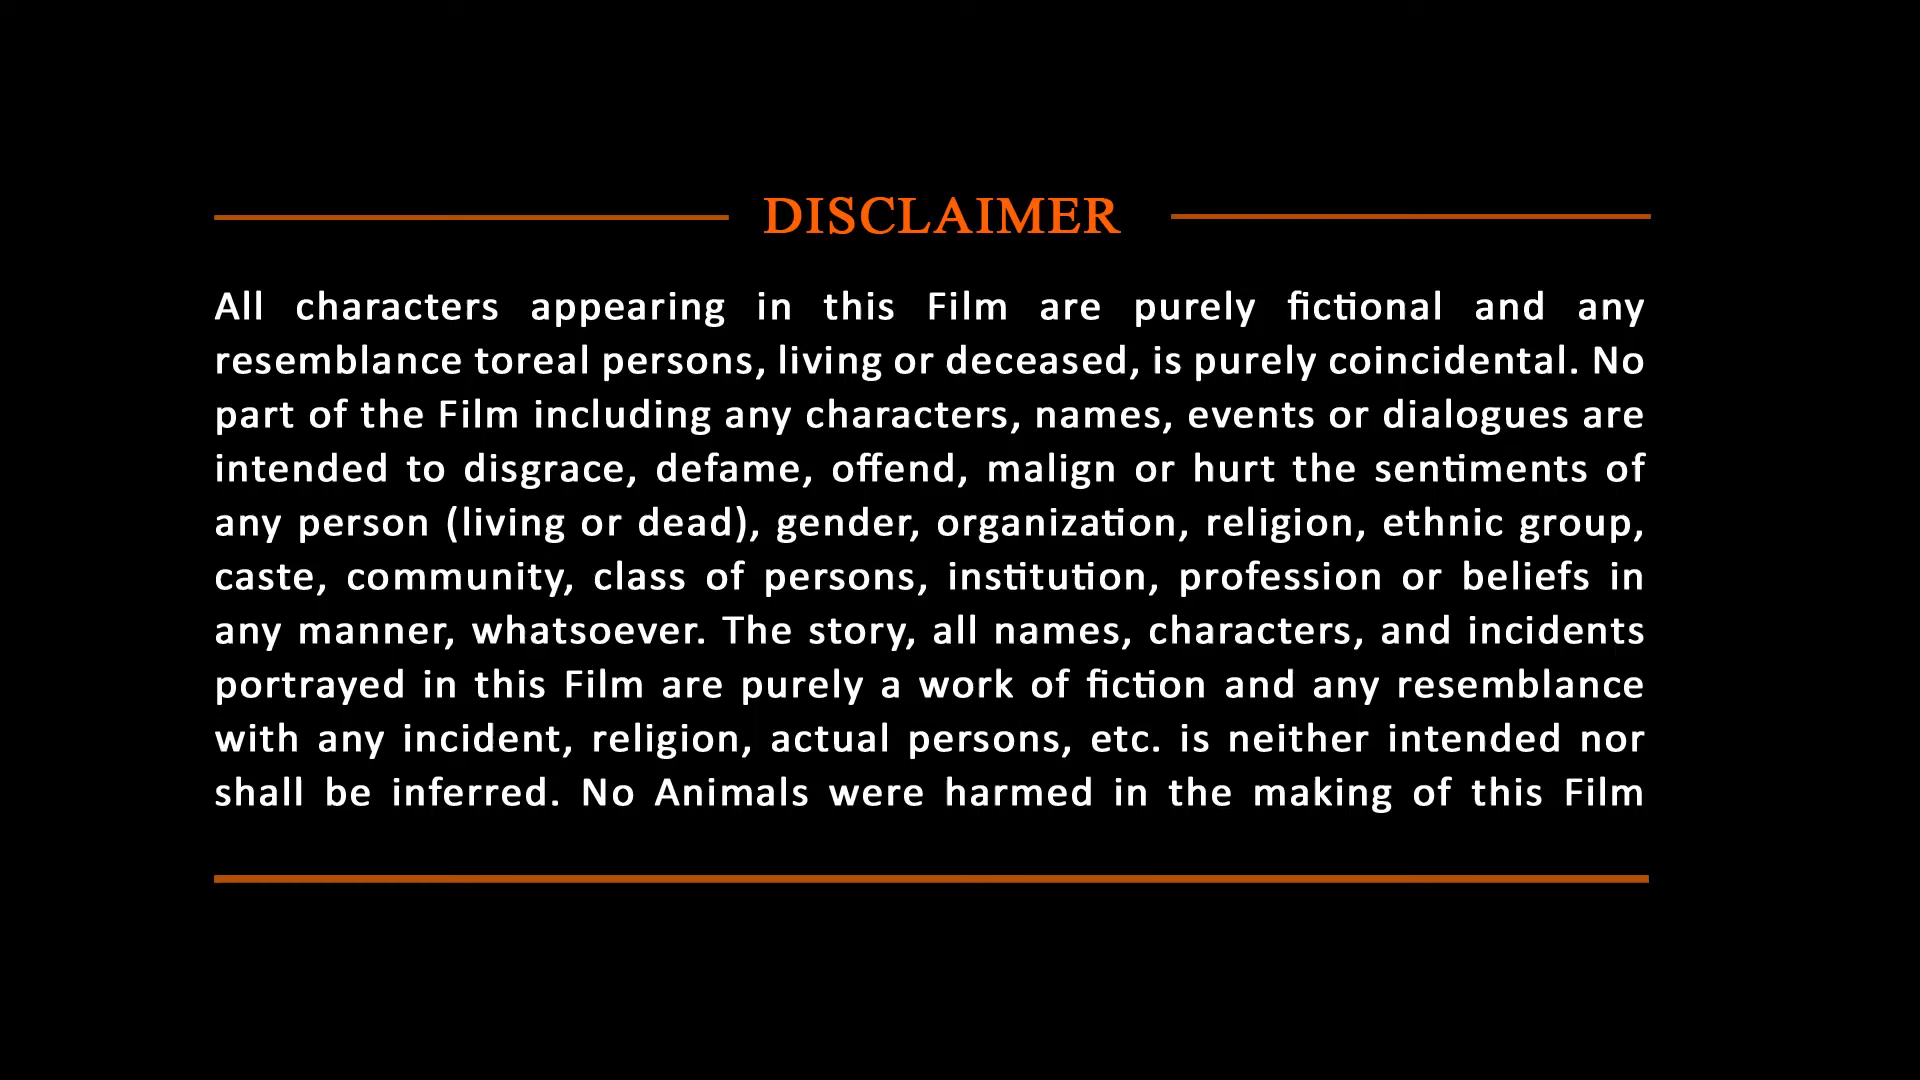 DISCLAIMER
All characters appearing in this Film are purely fictional and any
resemblance toreal persons, living or deceased, is purely coincidental. No
part of the Film including any characters, names, events or dialogues are
intended to disgrace, defame, offend, malign or hurt the sentiments of
any person (living or dead), gender, organization, religion, ethnic group,
caste, community, class of persons, institution, profession or beliefs in
any manner, whatsoever. The story, all names, characters, and incidents
portrayed in this Film are purely a work of fiction and any resemblance
with any incident, religion, actual persons, etc. is neither intended nor
shall be inferred. No Animals were harmed in the making of this Film